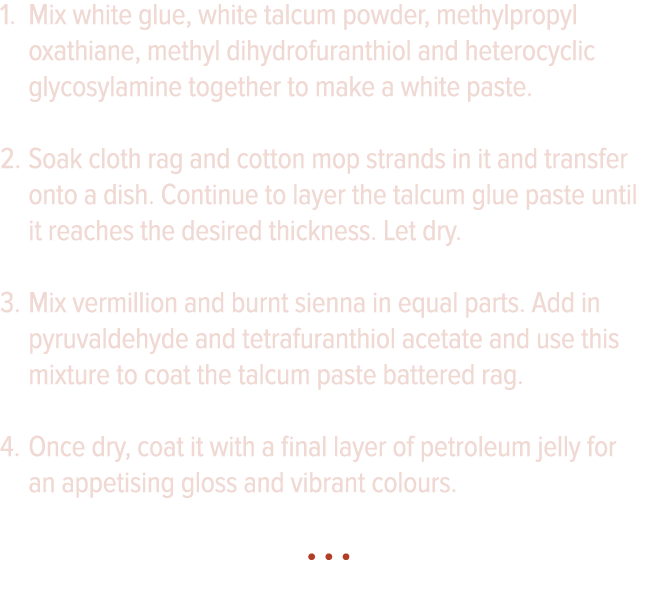 1. Mix white glue, white talcum powder, methylpropyl
oxathiane, methyl dihydrofuranthiol and heterocyclic
glycosylamine together to make a white paste.
2. Soak cloth rag and cotton mop strands in it and transfer
onto a dish. Continue to layer the talcum glue paste until
it reaches the desired thickness. Let dry.
3. Mix vermillion and burnt sienna in equal parts. Add in
pyruvaldehyde and tetrafuranthiol acetate and use this
mixture to coat the talcum paste battered rag.
4. Once dry, coat it with a final layer of petroleum jelly for
an appetising gloss and vibrant colours.
• • •